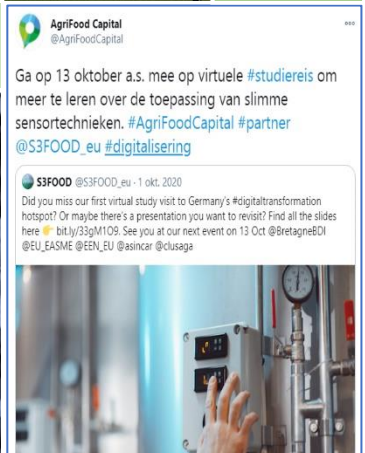 AgriFood Capital
@AgriFoodCapital
Ga op 13 oktober a.s. mee op virtuele #studiereis om
meer te leren over de toepassing van slimme
sensortechnieken. #AgriFoodCapital #partner
@S3FOOD_eu #digitalisering
S3FOOD @S3FOOD_eu · 1 okt. 2020
Did you miss our first virtual study visit to Germany's #digitaltransformation
hotspot? Or maybe there's a presentation you want to revisit? Find all the slides
here 👉 bit.ly/33gM1O9. See you at our next event on 13 Oct @BretagneBDI
@EU_EASME @EEN_EU @asincar @clusaga